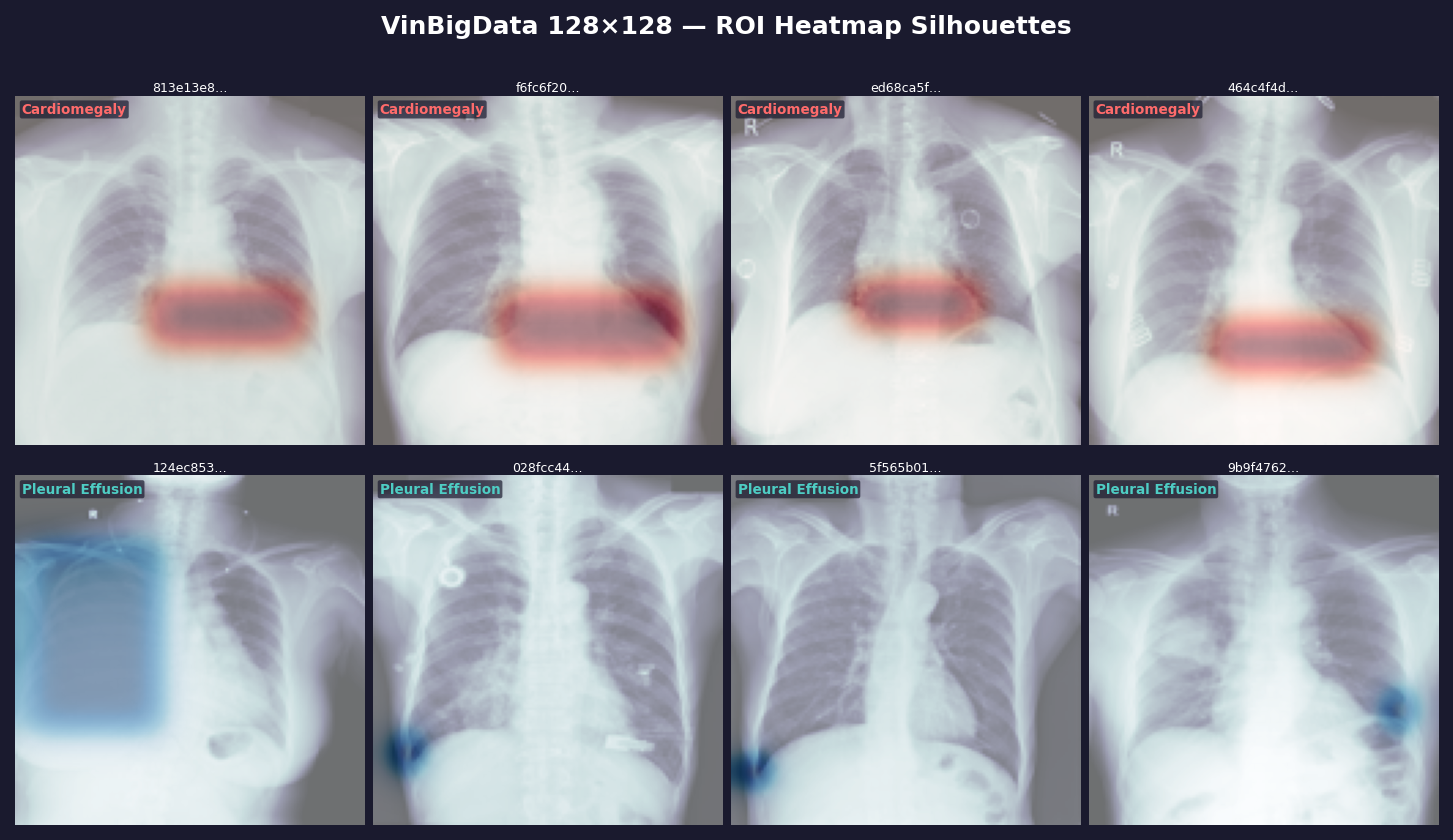 VinBigData 128×128 — ROI Heatmap Silhouettes
813e13e8...
f6fc6f20...
ed68ca5f...
464c4f4d...
Cardiomegaly
Cardiomegaly
Cardiomegaly
Cardiomegaly
R
R
124ec853...
028fcc44...
5f565b01...
9b9f4762...
Pleural Effusion
Pleural Effusion
Pleural Effusion
Pleural Effusion
R